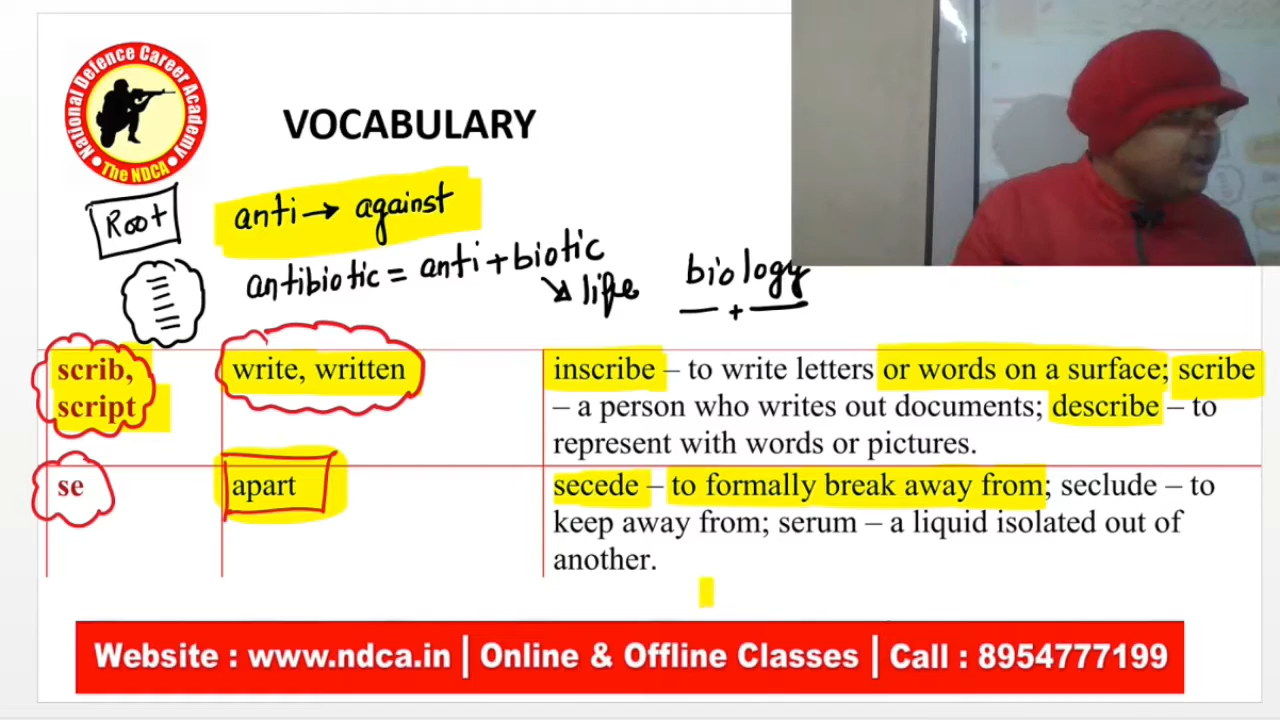 National Defence Career Academy
• The NDCA •
VOCABULARY
Root
anti → against
antibiotic = anti + biotic
↘ life
biology
— + —
scrib,
script
write, written
inscribe – to write letters or words on a surface; scribe
– a person who writes out documents; describe – to
represent with words or pictures.
se
apart
secede – to formally break away from; seclude – to
keep away from; serum – a liquid isolated out of
another.
Website : www.ndca.in | Online & Offline Classes | Call : 8954777199